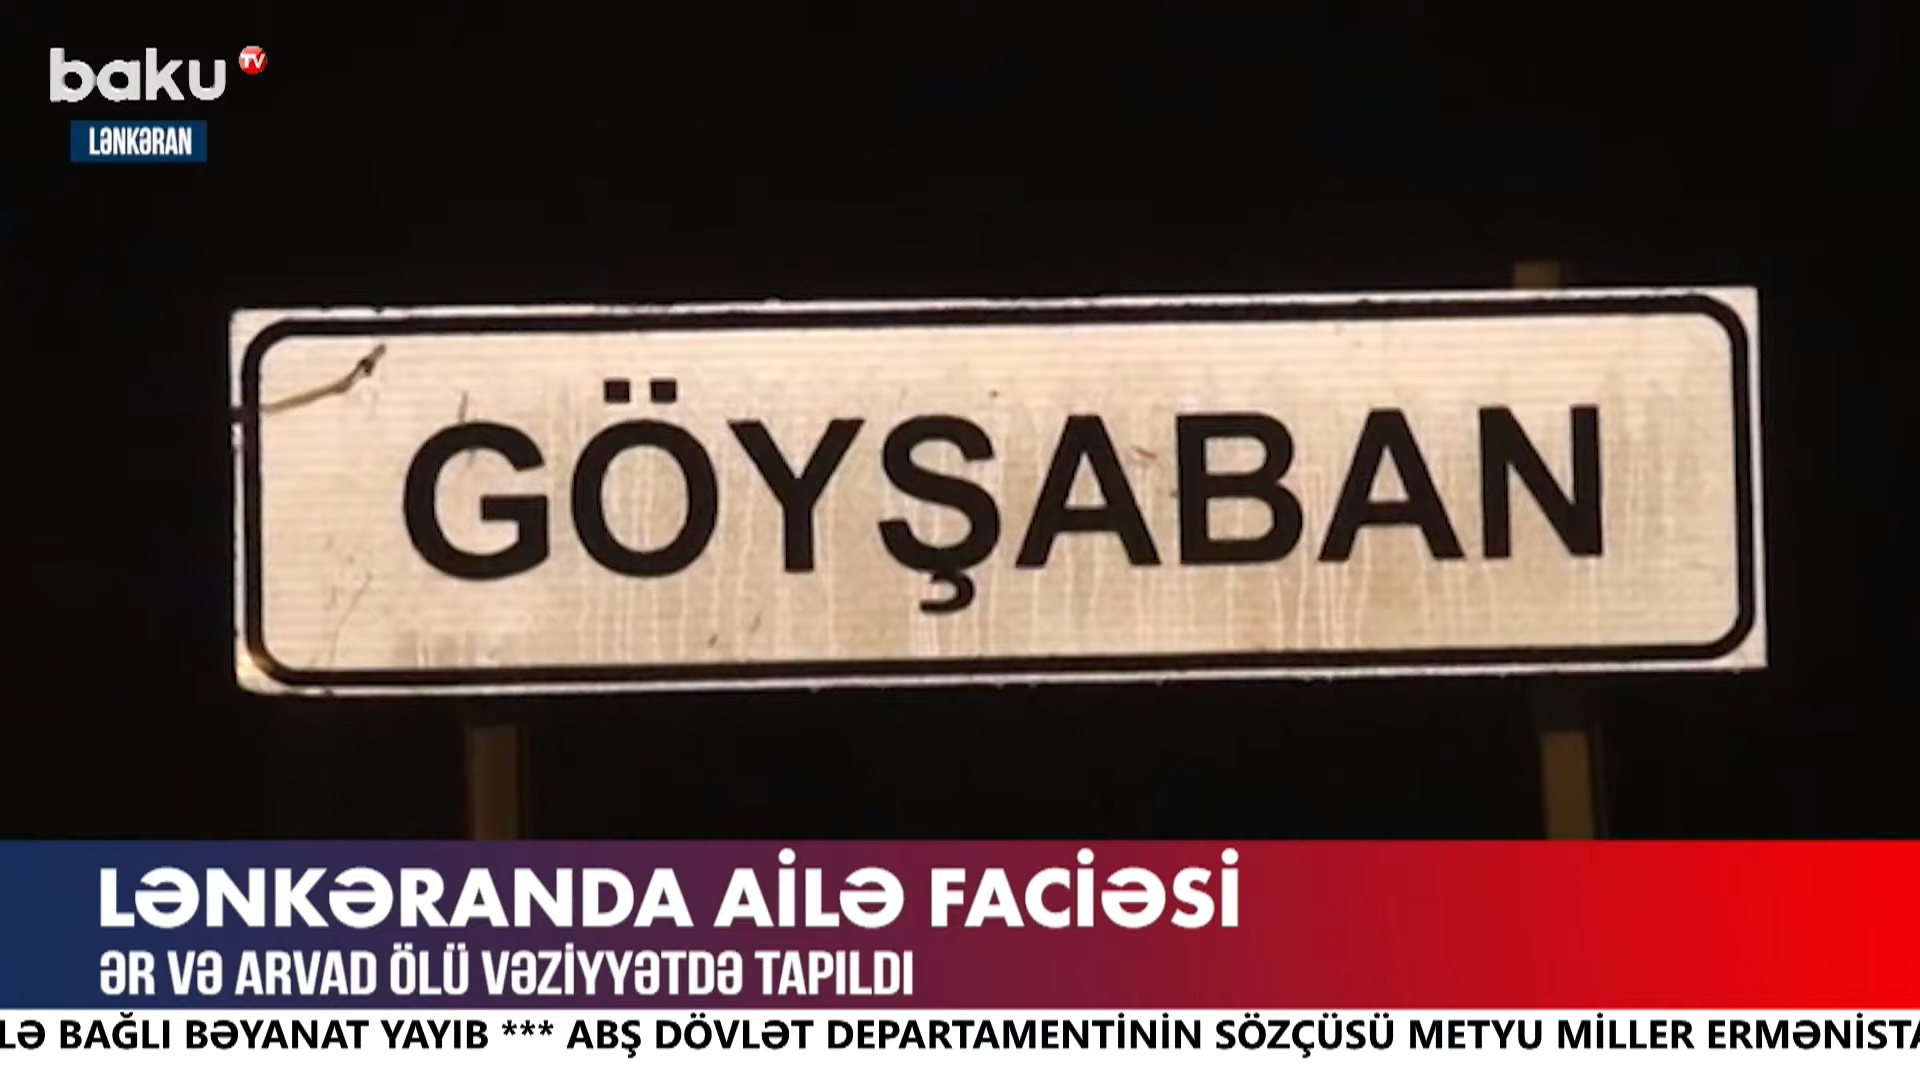 baku TV
LƏNKƏRAN
GÖYŞABAN
LƏNKƏRANDA AİLƏ FACİƏSİ
ƏR VƏ ARVAD ÖLÜ VƏZİYYƏTDƏ TAPILDI
LƏ BAĞLI BƏYANAT YAYIB *** ABŞ DÖVLƏT DEPARTAMENTİNİN SÖZÇÜSÜ METYU MİLLER ERMƏNİSTA